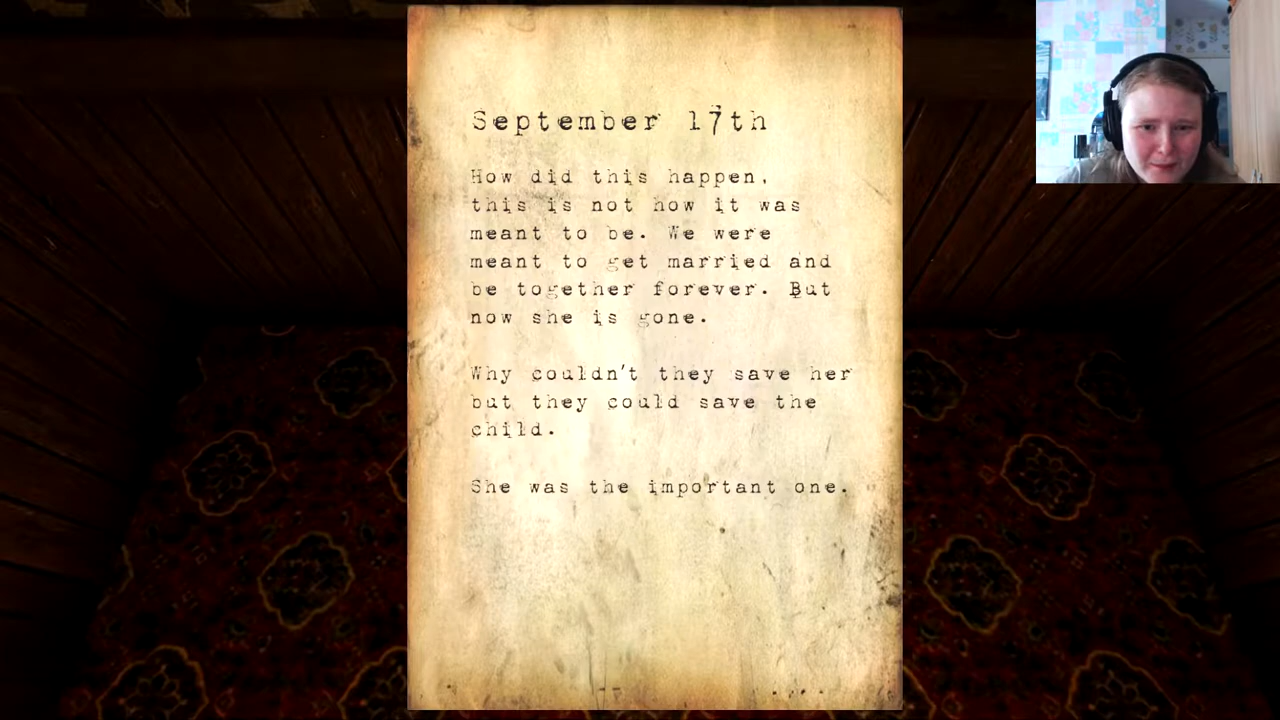 September 17th
How did this happen,
this is not how it was
meant to be. We were
meant to get married and
be together forever. But
now she is gone.
Why couldn't they save her
but they could save the
child.
She was the important one.